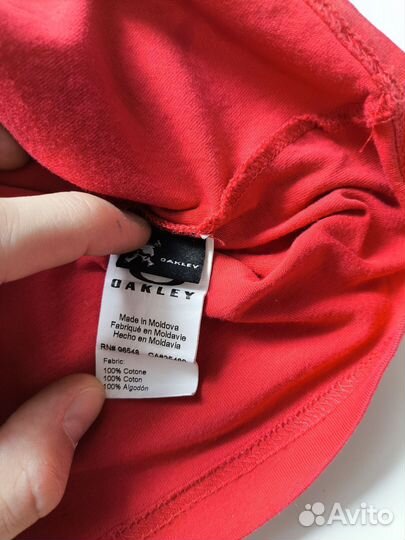 OAKLEY
OAKLEY
Made in Moldova
Fabriqué en Moldavie
Hecho en Moldavia
RN# 96548
Fabric:
100% Cotone
100% Coton
100% Algodón
Avito